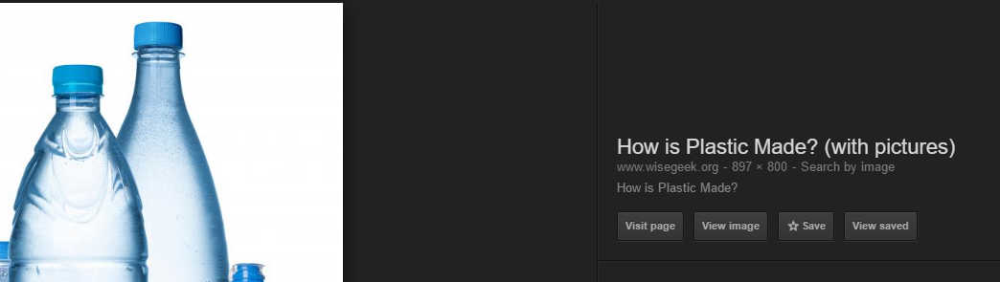 How is Plastic Made? (with pictures)
www.wisegeek.org - 897 × 800 - Search by image
How is Plastic Made?
Visit page View image Save View saved